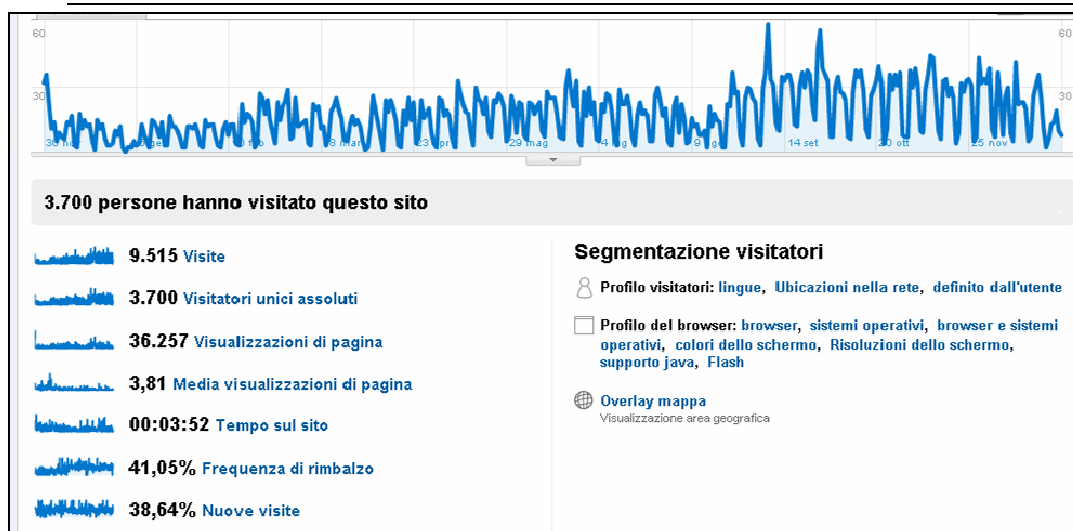 60 60
30 30
14 set
20 ott
25 nov
3.700 persone hanno visitato questo sito
9.515 Visite
3.700 Visitatori unici assoluti
36.257 Visualizzazioni di pagina
3,81 Media visualizzazioni di pagina
00:03:52 Tempo sul sito
41,05% Frequenza di rimbalzo
38,64% Nuove visite
Segmentazione visitatori
Profilo visitatori: lingue, Ubicazioni nella rete, definito dall'utente
Profilo del browser: browser, sistemi operativi, browser e sistemi
operativi, colori dello schermo, Risoluzioni dello schermo,
supporto java, Flash
Overlay mappa
Visualizzazione area geografica